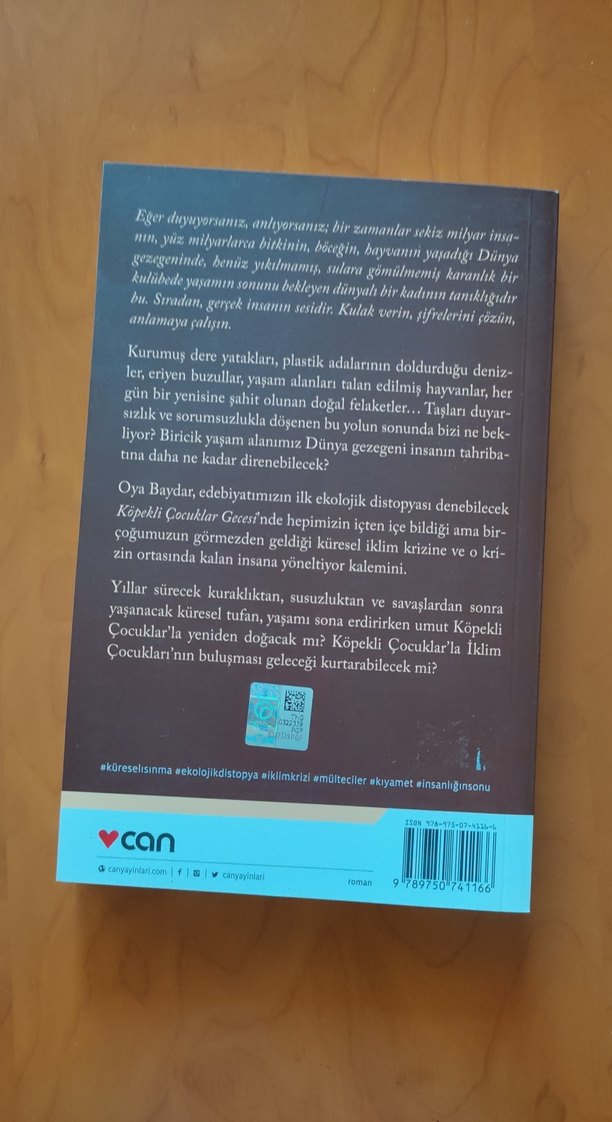 Eğer duyuyorsanız, anlıyorsanız; bir zamanlar sekiz milyar insa-
nın, yüz milyarlarca bitkinin, böceğin, hayvanın yaşadığı Dünya
gezegeninde, henüz yıkılmamış, sulara gömülmemiş karanlık bir
kulübede yaşamın sonunu bekleyen dünyalı bir kadının tanıklığıdır
bu. Sıradan, gerçek insanın sesidir. Kulak verin, şifrelerini çözün,
anlamaya çalışın.
Kurumuş dere yatakları, plastik adalarının doldurduğu deniz-
ler, eriyen buzullar, yaşam alanları talan edilmiş hayvanlar, her
gün bir yenisine şahit olunan doğal felaketler... Taşları duyar-
sızlık ve sorumsuzlukla döşenen bu yolun sonunda bizi ne bek-
liyor? Biricik yaşam alanımız Dünya gezegeni insanın tahriba-
tına daha ne kadar direnebilecek?
Oya Baydar, edebiyatımızın ilk ekolojik distopyası denebilecek
Köpekli Çocuklar Gecesi'nde hepimizin içten içe bildiği ama bir-
çoğumuzun görmezden geldiği küresel iklim krizine ve o kri-
zin ortasında kalan insana yöneltiyor kalemini.
Yıllar sürecek kuraklıktan, susuzluktan ve savaşlardan sonra
yaşanacak küresel tufan, yaşamı sona erdirirken umut Köpekli
Çocuklar'la yeniden doğacak mı? Köpekli Çocuklar'la İklim
Çocukları'nın buluşması geleceği kurtarabilecek mi?
0322339
PGF
#küreselısınma #ekolojikdistopya #iklimkrizi #mülteciler #kıyamet #insanlığınsonu
can
canyayinlari.com | f | canyayinlari
roman
ISBN 978-975-07-4116-6
9 789750 741166